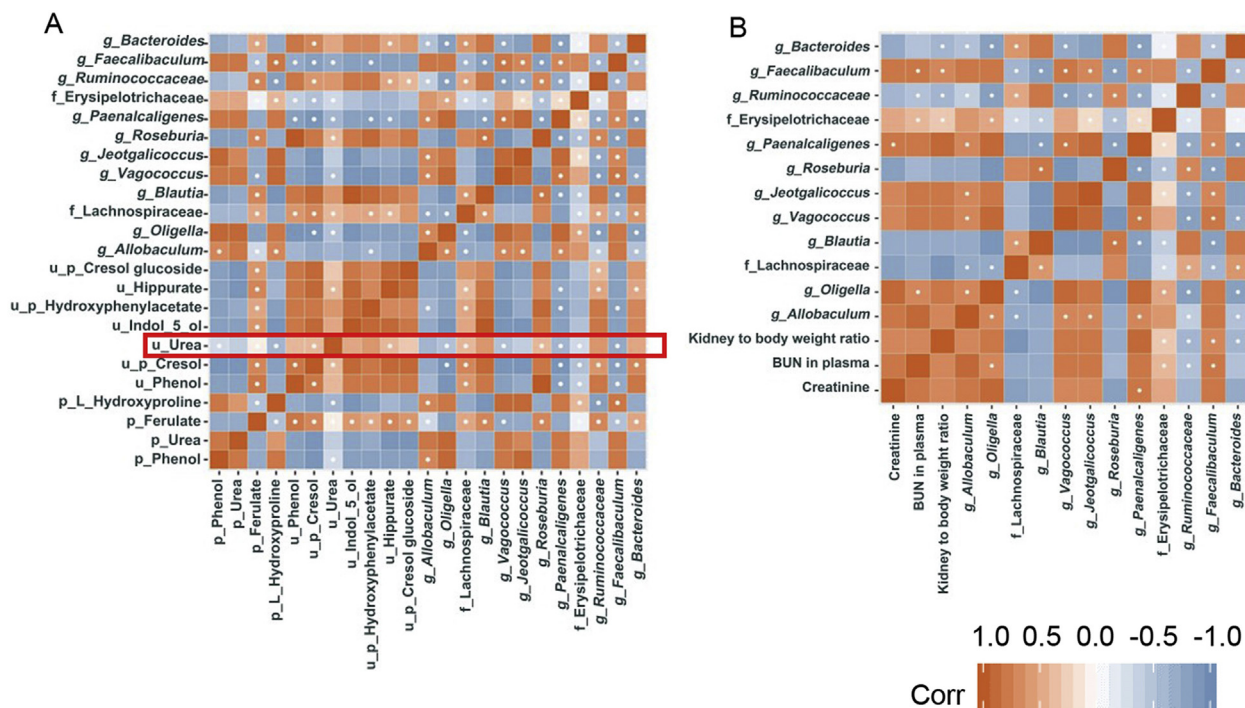 A
g_Bacteroides
g_Faecalibaculum
g_Ruminococcaceae
f_Erysipelotrichaceae
g_Paenalcaligenes
g_Roseburia
g_Jeotgalicoccus
g_Vagococcus
g_Blautia
f_Lachnospiraceae
g_Oligella
g_Allobaculum
u_p_Cresol glucoside
u_Hippurate
u_p_Hydroxyphenylacetate
u_Indol_5_ol
u_Urea
u_p_Cresol
u_Phenol
p_L_Hydroxyproline
p_Ferulate
p_Urea
p_Phenol
p_Phenol
p_Urea
p_Ferulate
p_L_Hydroxyproline
u_Phenol
u_p_Cresol
u_Urea
u_Indol_5_ol
u_p_Hydroxyphenylacetate
u_Hippurate
u_p_Cresol glucoside
g_Allobaculum
g_Oligella
f_Lachnospiraceae
g_Blautia
g_Vagococcus
g_Jeotgalicoccus
g_Roseburia
g_Paenalcaligenes
f_Erysipelotrichaceae
g_Ruminococcaceae
g_Faecalibaculum
g_Bacteroides
B
g_Bacteroides
g_Faecalibaculum
g_Ruminococcaceae
f_Erysipelotrichaceae
g_Paenalcaligenes
g_Roseburia
g_Jeotgalicoccus
g_Vagococcus
g_Blautia
f_Lachnospiraceae
g_Oligella
g_Allobaculum
Kidney to body weight ratio
BUN in plasma
Creatinine
Creatinine
BUN in plasma
Kidney to body weight ratio
g_Allobaculum
g_Oligella
f_Lachnospiraceae
g_Blautia
g_Vagococcus
g_Jeotgalicoccus
g_Roseburia
g_Paenalcaligenes
f_Erysipelotrichaceae
g_Ruminococcaceae
g_Faecalibaculum
g_Bacteroides
1.0 0.5 0.0 -0.5 -1.0
Corr